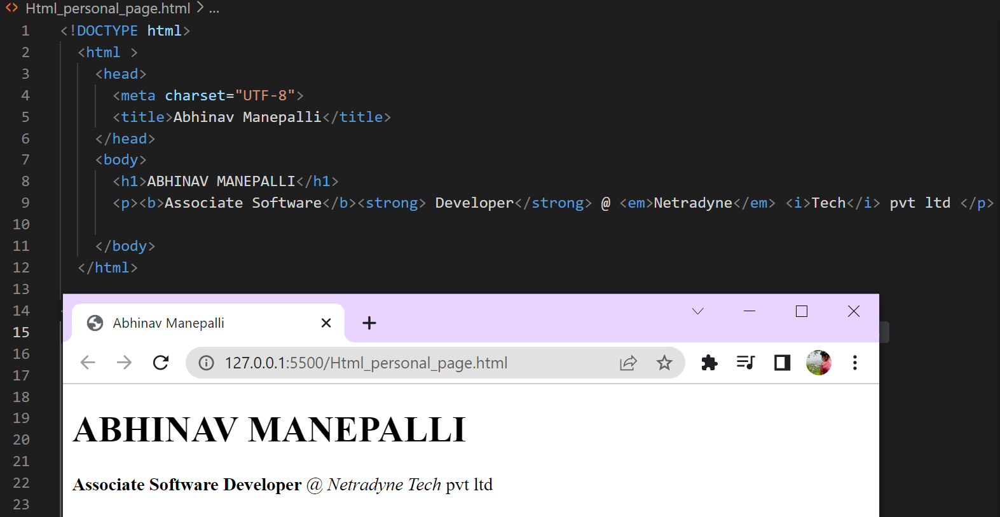 Html_personal_page.html > ...
1 <!DOCTYPE html>
2 <html >
3 <head>
4 <meta charset="UTF-8">
5 <title>Abhinav Manepalli</title>
6 </head>
7 <body>
8 <h1>ABHINAV MANEPALLI</h1>
9 <p><b>Associate Software</b><strong> Developer</strong> @ <em>Netradyne</em> <i>Tech</i> pvt ltd </p>
10
11 </body>
12 </html>
13
14
15
16
17
18
19
20
21
22
23
Abhinav Manepalli
127.0.0.1:5500/Html_personal_page.html
ABHINAV MANEPALLI
Associate Software Developer @ Netradyne Tech pvt ltd